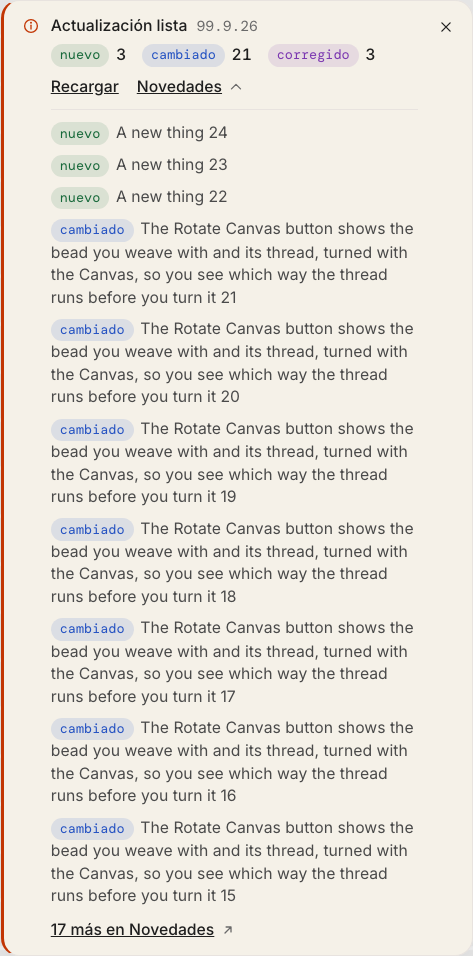 Actualización lista 99.9.26
nuevo 3 cambiado 21 corregido 3
Recargar Novedades
nuevo A new thing 24
nuevo A new thing 23
nuevo A new thing 22
cambiado The Rotate Canvas button shows the
bead you weave with and its thread, turned with
the Canvas, so you see which way the thread
runs before you turn it 21
cambiado The Rotate Canvas button shows the
bead you weave with and its thread, turned with
the Canvas, so you see which way the thread
runs before you turn it 20
cambiado The Rotate Canvas button shows the
bead you weave with and its thread, turned with
the Canvas, so you see which way the thread
runs before you turn it 19
cambiado The Rotate Canvas button shows the
bead you weave with and its thread, turned with
the Canvas, so you see which way the thread
runs before you turn it 18
cambiado The Rotate Canvas button shows the
bead you weave with and its thread, turned with
the Canvas, so you see which way the thread
runs before you turn it 17
cambiado The Rotate Canvas button shows the
bead you weave with and its thread, turned with
the Canvas, so you see which way the thread
runs before you turn it 16
cambiado The Rotate Canvas button shows the
bead you weave with and its thread, turned with
the Canvas, so you see which way the thread
runs before you turn it 15
17 más en Novedades ↗